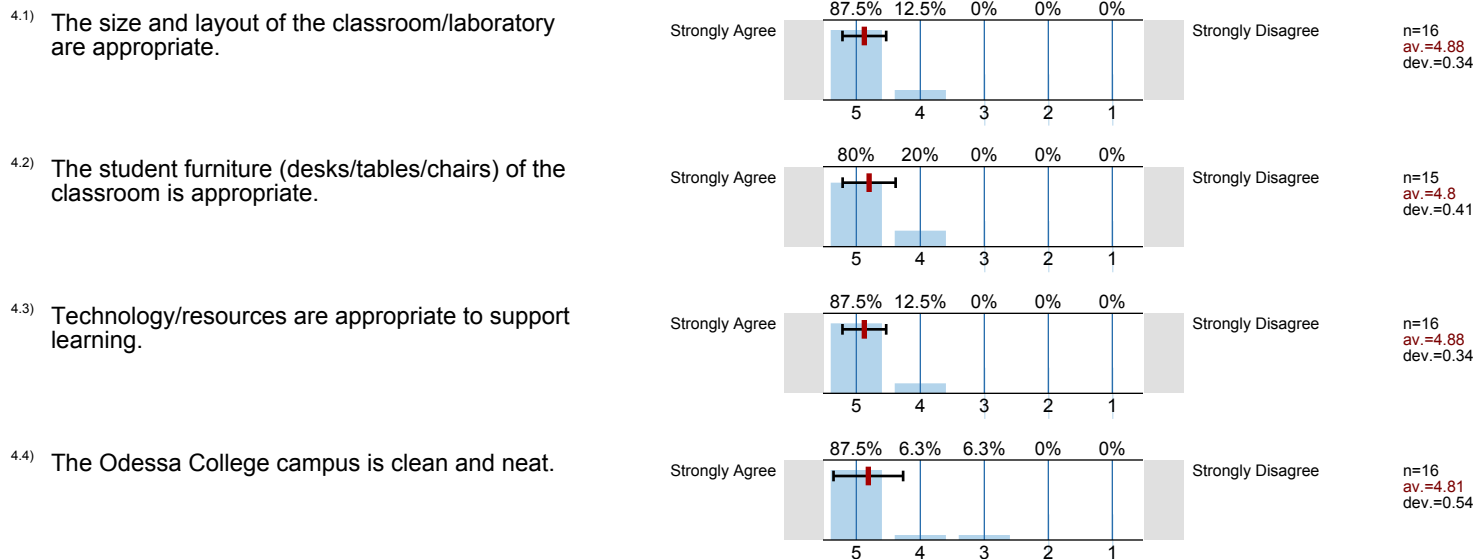 4.1) The size and layout of the classroom/laboratory
are appropriate.
Strongly Agree
87.5% 12.5% 0% 0% 0%
5 4 3 2 1
Strongly Disagree
n=16
av.=4.88
dev.=0.34
4.2) The student furniture (desks/tables/chairs) of the
classroom is appropriate.
Strongly Agree
80% 20% 0% 0% 0%
5 4 3 2 1
Strongly Disagree
n=15
av.=4.8
dev.=0.41
4.3) Technology/resources are appropriate to support
learning.
Strongly Agree
87.5% 12.5% 0% 0% 0%
5 4 3 2 1
Strongly Disagree
n=16
av.=4.88
dev.=0.34
4.4) The Odessa College campus is clean and neat.
Strongly Agree
87.5% 6.3% 6.3% 0% 0%
5 4 3 2 1
Strongly Disagree
n=16
av.=4.81
dev.=0.54